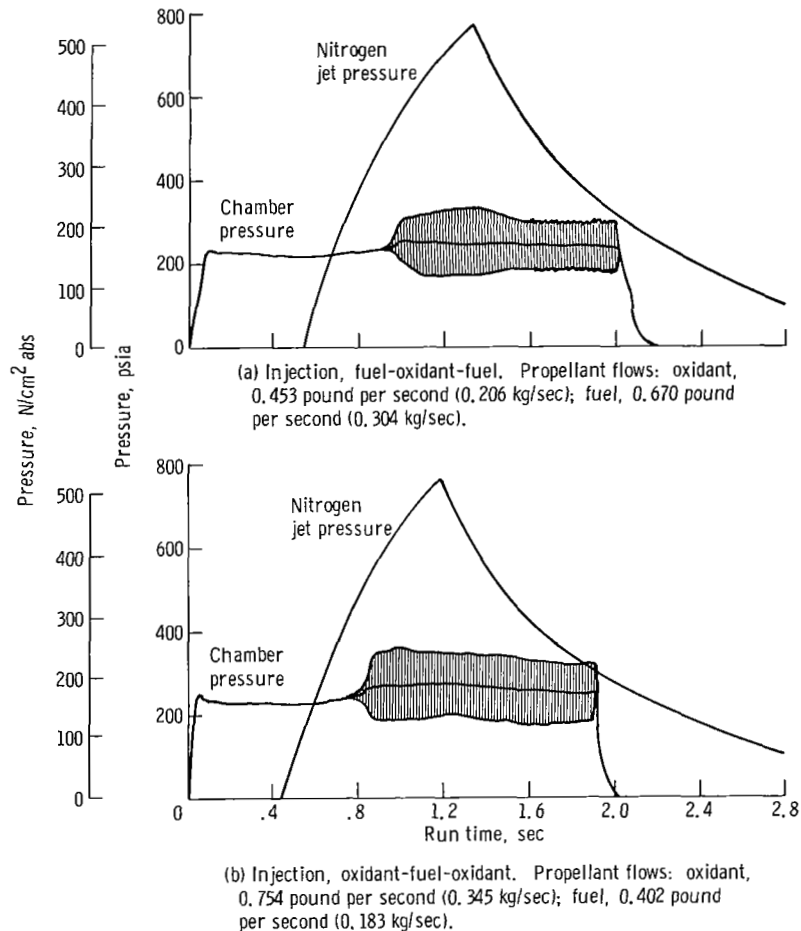 Pressure, N/cm² abs
Pressure, psia
500
400
300
200
100
0
800
600
400
200
0
Nitrogen
jet pressure
Chamber
pressure
(a) Injection, fuel-oxidant-fuel. Propellant flows: oxidant,
0.453 pound per second (0.206 kg/sec); fuel, 0.670 pound
per second (0.304 kg/sec).
500
400
300
200
100
0
800
600
400
200
0
Nitrogen
jet pressure
Chamber
pressure
0 .4 .8 1.2 1.6 2.0 2.4 2.8
Run time, sec
(b) Injection, oxidant-fuel-oxidant. Propellant flows: oxidant,
0.754 pound per second (0.345 kg/sec); fuel, 0.402 pound
per second (0.183 kg/sec).